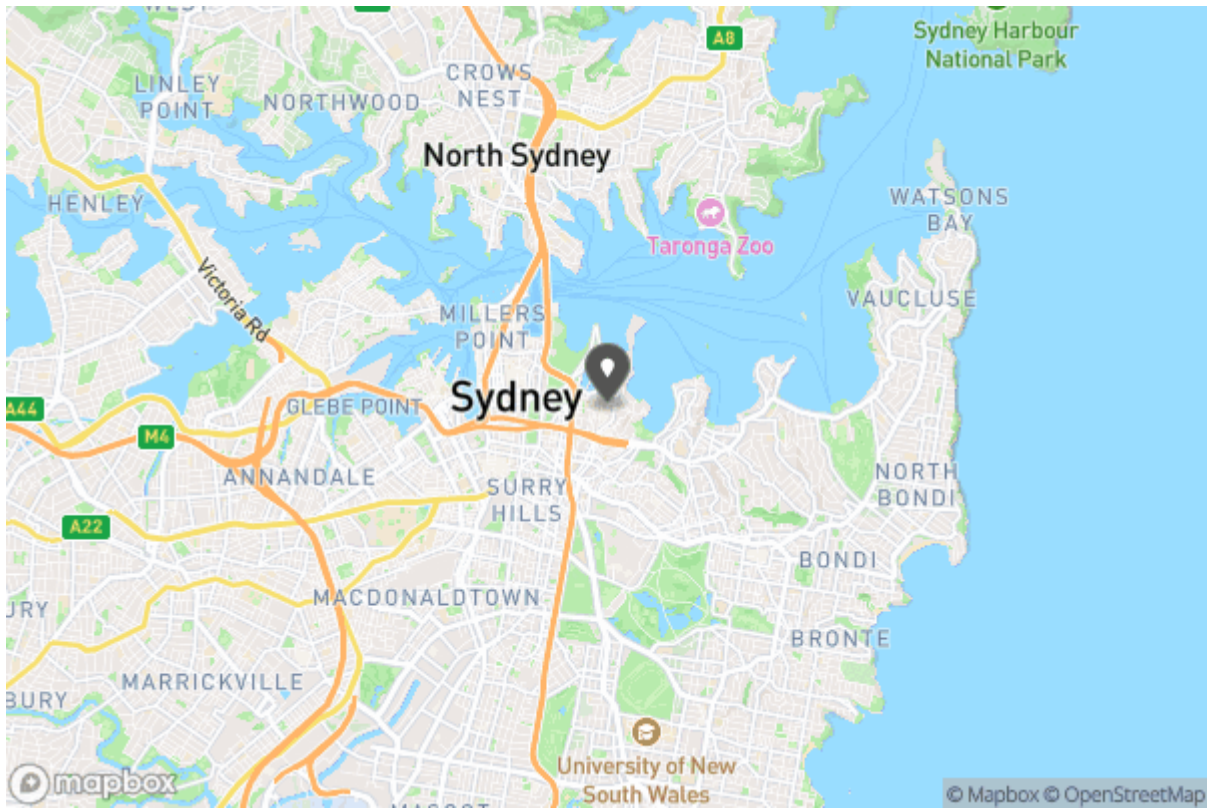 Sydney Harbour
National Park
A8
CROWS
NEST
LINLEY
POINT
NORTHWOOD
North Sydney
HENLEY
WATSONS
BAY
Taronga Zoo
Victoria Rd
VAUCLUSE
MILLERS
POINT
Sydney
GLEBE POINT
A44
M4
ANNANDALE
NORTH
BONDI
SURRY
HILLS
A22
BONDI
MACDONALDTOWN
URY
BRONTE
MARRICKVILLE
BURY
University of New
South Wales
mapbox
© Mapbox © OpenStreetMap